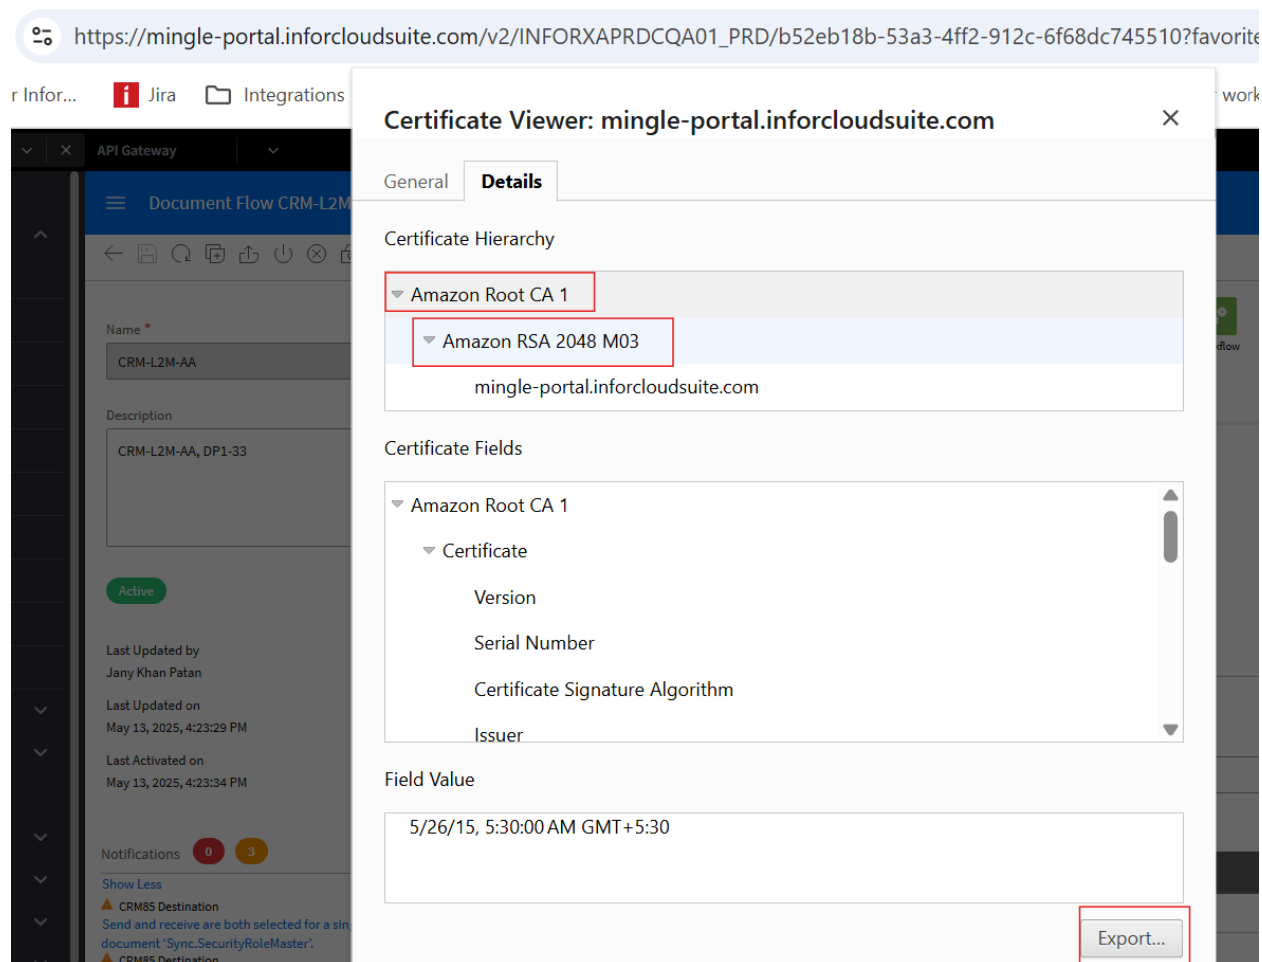 https://mingle-portal.inforcloudsuite.com/v2/INFORXAPRDCQA01_PRD/b52eb18b-53a3-4ff2-912c-6f68dc745510?favorite
r Infor...
Jira
Integrations
work
Certificate Viewer: mingle-portal.inforcloudsuite.com
API Gateway
General
Details
Document Flow CRM-L2M
Certificate Hierarchy
Amazon Root CA 1
Amazon RSA 2048 M03
mingle-portal.inforcloudsuite.com
Name *
CRM-L2M-AA
flow
Description
CRM-L2M-AA, DP1-33
Certificate Fields
Amazon Root CA 1
Certificate
Version
Serial Number
Certificate Signature Algorithm
Issuer
Active
Last Updated by
Jany Khan Patan
Last Updated on
May 13, 2025, 4:23:29 PM
Last Activated on
May 13, 2025, 4:23:34 PM
Field Value
5/26/15, 5:30:00 AM GMT+5:30
Notifications 0 3
Show Less
CRM85 Destination
Send and receive are both selected for a sin
document 'Sync.SecurityRoleMaster'.
CRM85 Destination
Export...